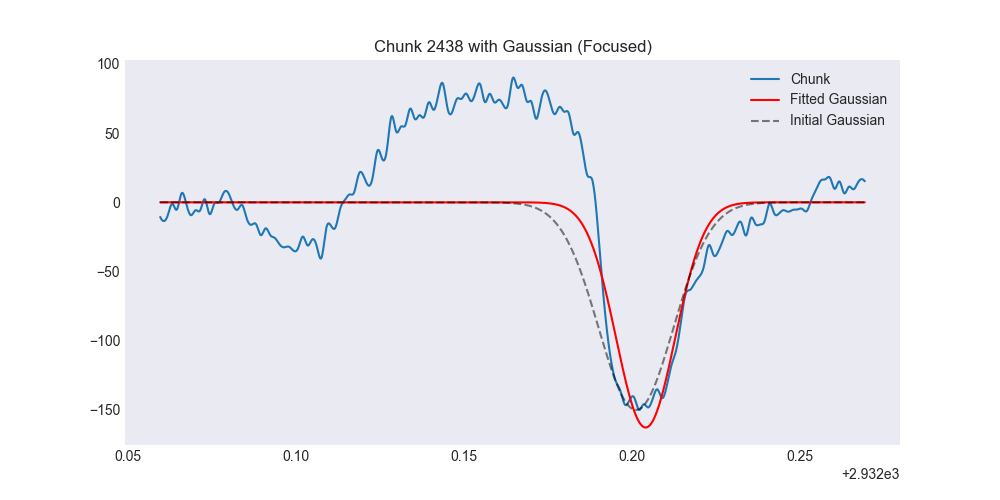 Chunk 2438 with Gaussian (Focused)
100
50
0
−50
−100
−150
Chunk
Fitted Gaussian
Initial Gaussian
0.05 0.10 0.15 0.20 0.25
+2.932e3